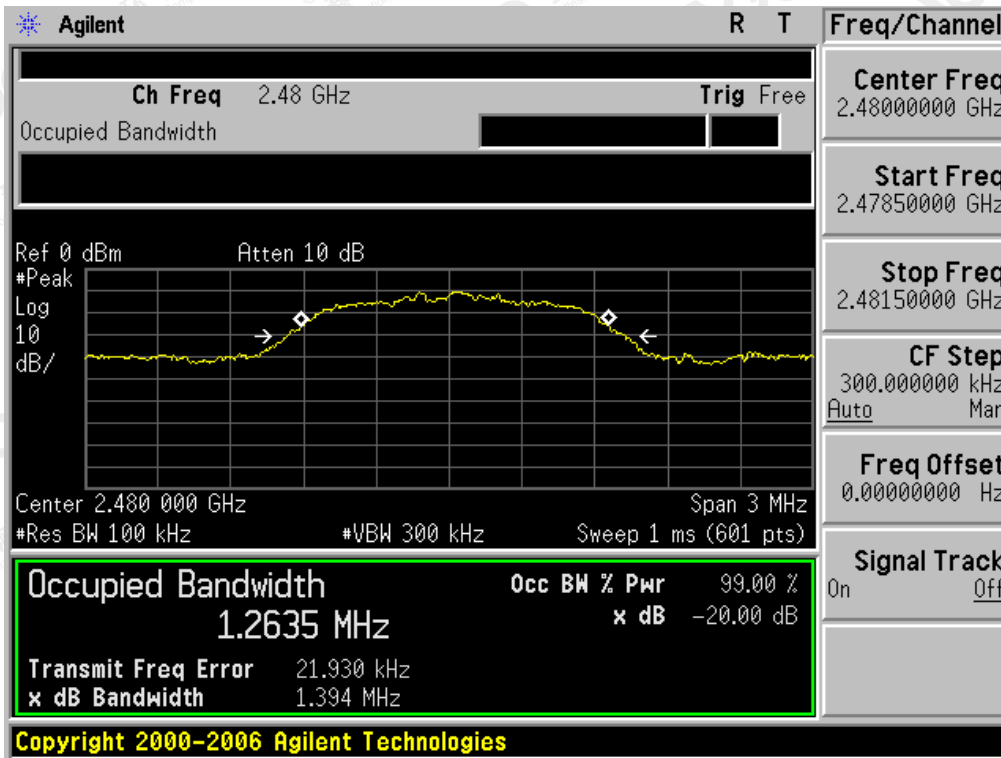 Agilent R T
Ch Freq 2.48 GHz Trig Free
Occupied Bandwidth
Ref 0 dBm Atten 10 dB
#Peak
Log
10
dB/
Center 2.480 000 GHz Span 3 MHz
#Res BW 100 kHz #VBW 300 kHz Sweep 1 ms (601 pts)
Occupied Bandwidth
1.2635 MHz
Occ BW % Pwr 99.00 %
x dB -20.00 dB
Transmit Freq Error 21.930 kHz
x dB Bandwidth 1.394 MHz
Copyright 2000-2006 Agilent Technologies
Freq/Channel
Center Freq
2.48000000 GHz
Start Freq
2.47850000 GHz
Stop Freq
2.48150000 GHz
CF Step
300.000000 kHz
Auto Man
Freq Offset
0.00000000 Hz
Signal Track
On Off